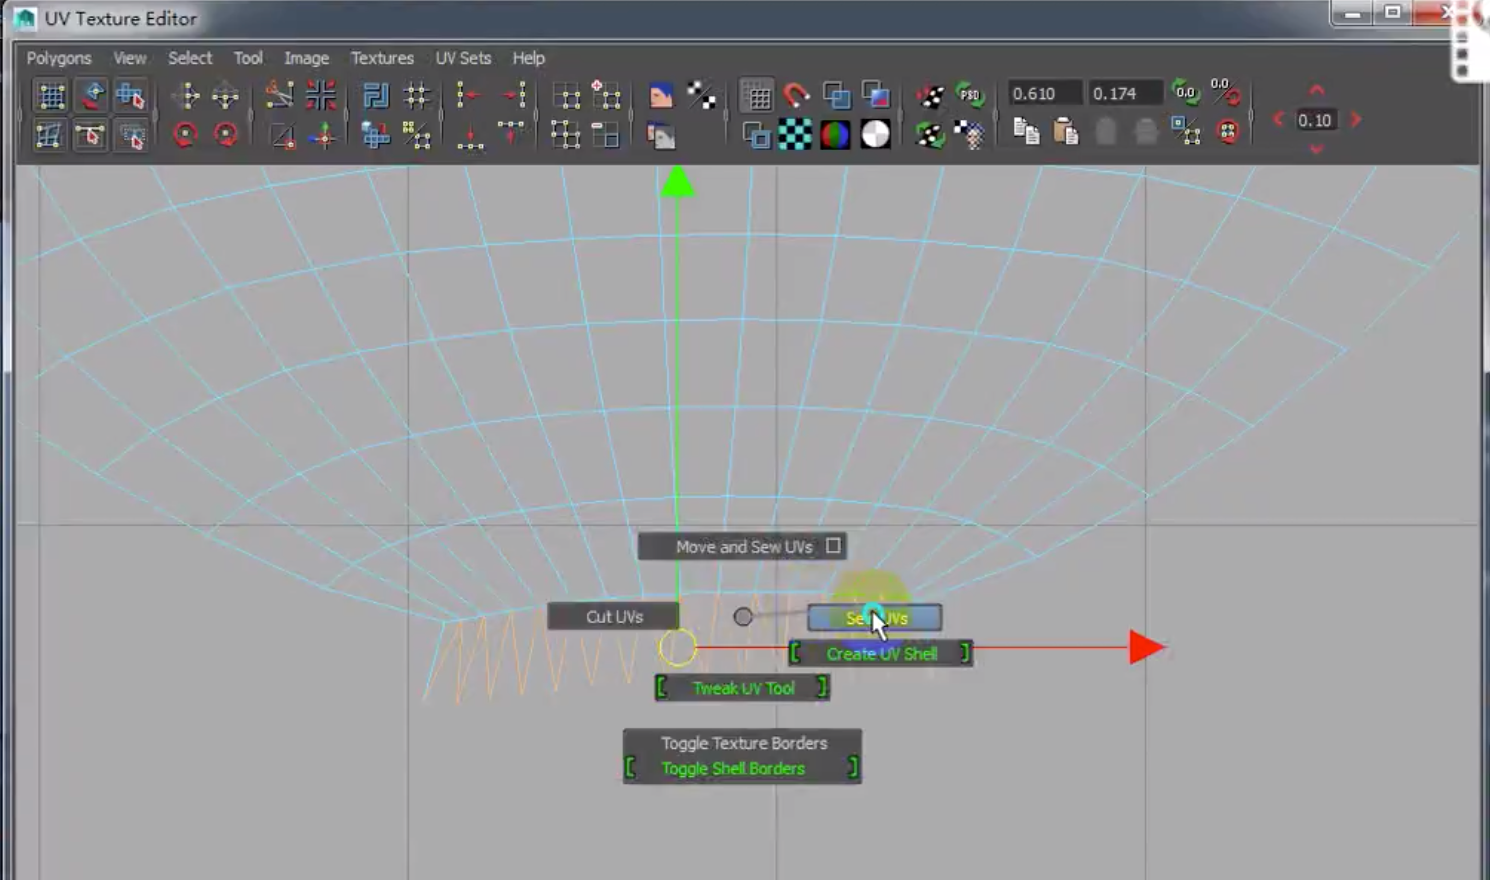 UV Texture Editor
Polygons View Select Tool Image Textures UV Sets Help
0.610 0.174 0.0 0.0
PSD
0.10
Move and Sew UVs
Cut UVs
UVs
Create UV Shell
Tweak UV Tool
Toggle Texture Borders
Toggle Shell Borders